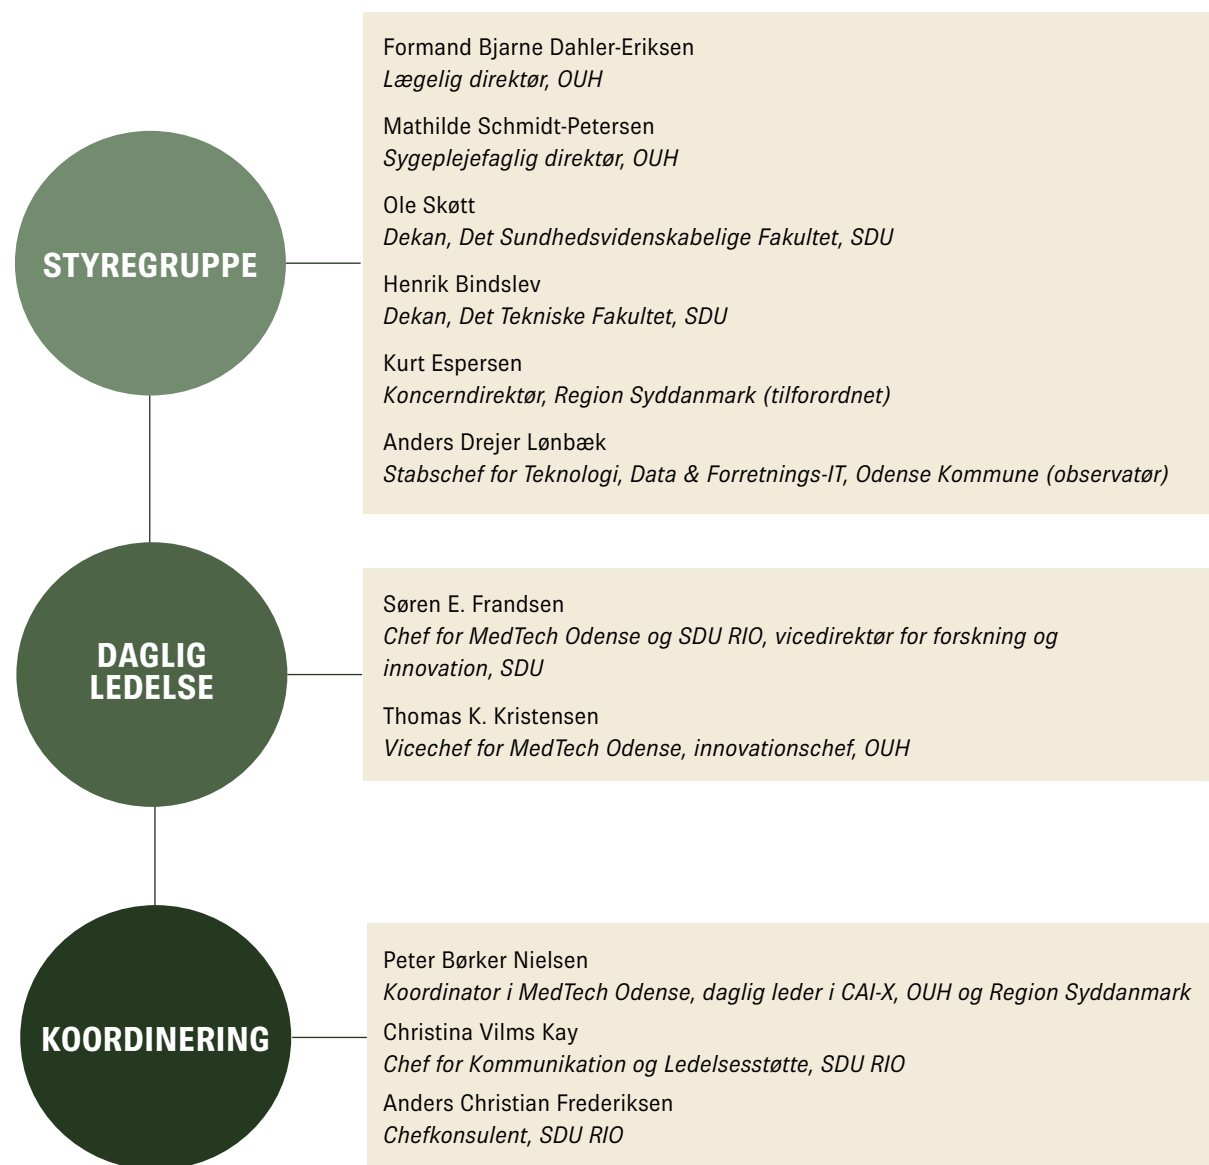 STYREGRUPPE
Formand Bjarne Dahler-Eriksen
Lægelig direktør, OUH
Mathilde Schmidt-Petersen
Sygeplejefaglig direktør, OUH
Ole Skøtt
Dekan, Det Sundhedsvidenskabelige Fakultet, SDU
Henrik Bindslev
Dekan, Det Tekniske Fakultet, SDU
Kurt Espersen
Koncerndirektør, Region Syddanmark (tilforordnet)
Anders Drejer Lønbæk
Stabschef for Teknologi, Data & Forretnings-IT, Odense Kommune (observatør)
DAGLIG
LEDELSE
Søren E. Frandsen
Chef for MedTech Odense og SDU RIO, vicedirektør for forskning og
innovation, SDU
Thomas K. Kristensen
Vicechef for MedTech Odense, innovationschef, OUH
KOORDINERING
Peter Børker Nielsen
Koordinator i MedTech Odense, daglig leder i CAI-X, OUH og Region Syddanmark
Christina Vilms Kay
Chef for Kommunikation og Ledelsesstøtte, SDU RIO
Anders Christian Frederiksen
Chefkonsulent, SDU RIO